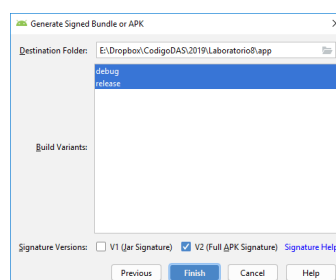 Generate Signed Bundle or APK
Destination Folder: E:\Dropbox\CodigoDAS\2019\Laboratorio8\app
debug
release
Build Variants:
Signature Versions: V1 (Jar Signature) V2 (Full APK Signature) Signature Help
Previous Finish Cancel Help